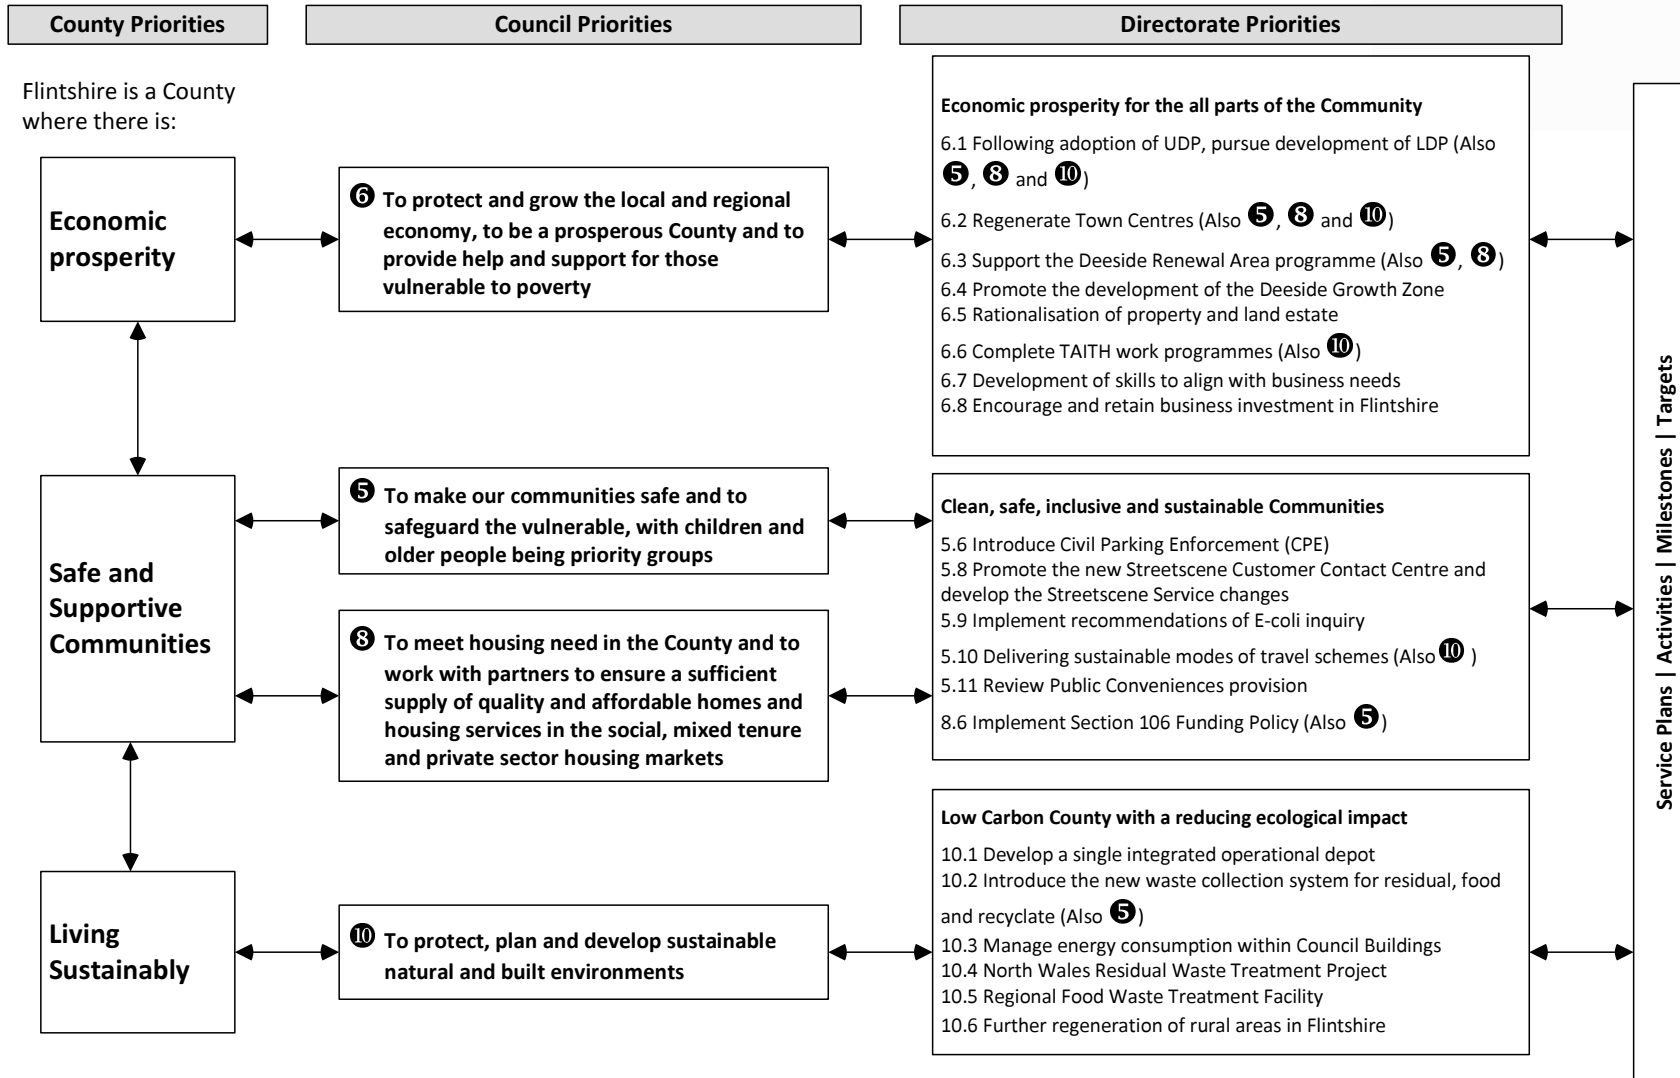 County Priorities
Council Priorities
Directorate Priorities
Flintshire is a County
where there is:
Economic
prosperity
❻ To protect and grow the local and regional
economy, to be a prosperous County and to
provide help and support for those
vulnerable to poverty
Economic prosperity for the all parts of the Community
6.1 Following adoption of UDP, pursue development of LDP (Also
❺, ❽ and ❿)
6.2 Regenerate Town Centres (Also ❺, ❽ and ❿)
6.3 Support the Deeside Renewal Area programme (Also ❺, ❽)
6.4 Promote the development of the Deeside Growth Zone
6.5 Rationalisation of property and land estate
6.6 Complete TAITH work programmes (Also ❿)
6.7 Development of skills to align with business needs
6.8 Encourage and retain business investment in Flintshire
Safe and
Supportive
Communities
❺ To make our communities safe and to
safeguard the vulnerable, with children and
older people being priority groups
❽ To meet housing need in the County and to
work with partners to ensure a sufficient
supply of quality and affordable homes and
housing services in the social, mixed tenure
and private sector housing markets
Clean, safe, inclusive and sustainable Communities
5.6 Introduce Civil Parking Enforcement (CPE)
5.8 Promote the new Streetscene Customer Contact Centre and
develop the Streetscene Service changes
5.9 Implement recommendations of E-coli inquiry
5.10 Delivering sustainable modes of travel schemes (Also ❿ )
5.11 Review Public Conveniences provision
8.6 Implement Section 106 Funding Policy (Also ❺)
Living
Sustainably
❿ To protect, plan and develop sustainable
natural and built environments
Low Carbon County with a reducing ecological impact
10.1 Develop a single integrated operational depot
10.2 Introduce the new waste collection system for residual, food
and recyclate (Also ❺)
10.3 Manage energy consumption within Council Buildings
10.4 North Wales Residual Waste Treatment Project
10.5 Regional Food Waste Treatment Facility
10.6 Further regeneration of rural areas in Flintshire
Service Plans | Activities | Milestones | Targets